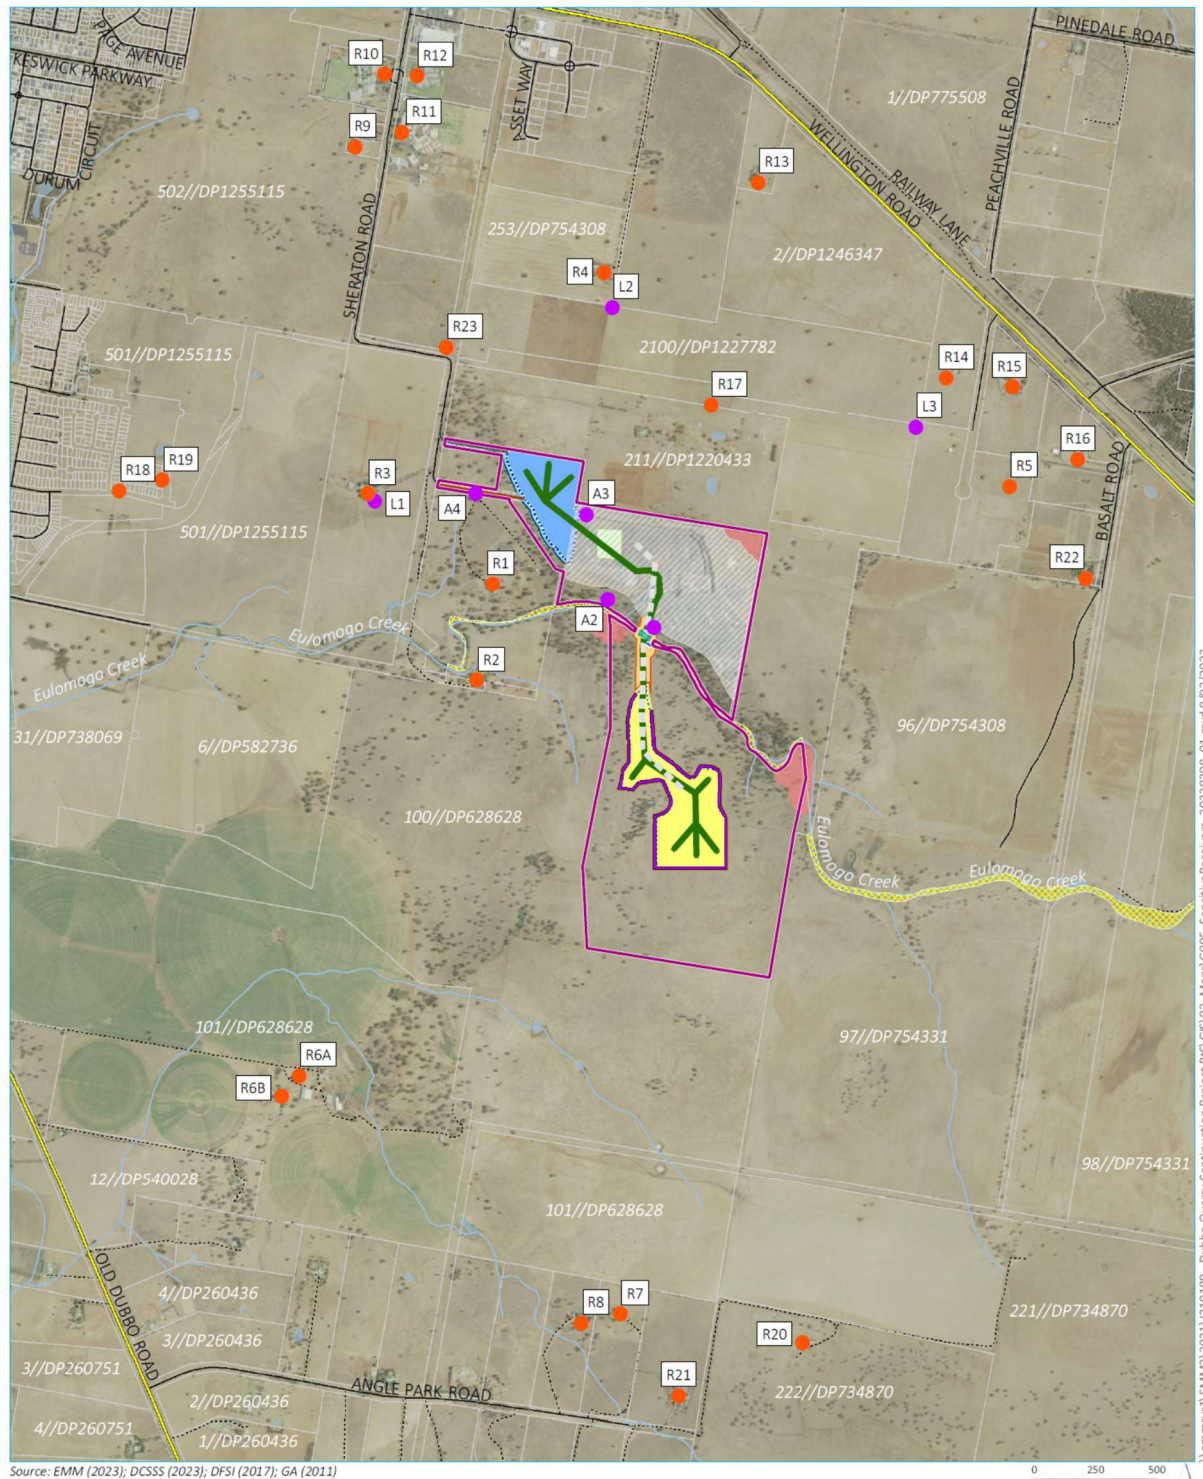 PINEDALE ROAD
PAGE AVENUE
KESWICK PARKWAY
R10
R12
SSET WAY
1//DP775508
PEACHVILLE ROAD
R9
R11
WELLINGTON ROAD
RAILWAY LANE
R13
DURUM CIRCUIT
502//DP1255115
SHERATON ROAD
253//DP754308
2//DP1246347
R4
L2
R23
501//DP1255115
2100//DP1227782
R14
R15
R17
L3
R16
R18
R19
R3
L1
211//DP1220433
R5
BASALT ROAD
A4
A3
501//DP1255115
R1
R22
A2
Eulomogo Creek
Eulomogo Creek
R2
31//DP738069
6//DP582736
96//DP754308
100//DP628628
Eulomogo Creek
Eulomogo Creek
101//DP628628
97//DP754331
R6A
R6B
12//DP540028
98//DP754331
101//DP628628
OLD DUBBO ROAD
4//DP260436
R8
R7
221//DP734870
3//DP260436
R20
3//DP260751
R21
ANGLE PARK ROAD
2//DP260436
222//DP734870
4//DP260751
1//DP260436
Source: EMM (2023); DCSSS (2023); DFSI (2017); GA (2011)
0 250 500